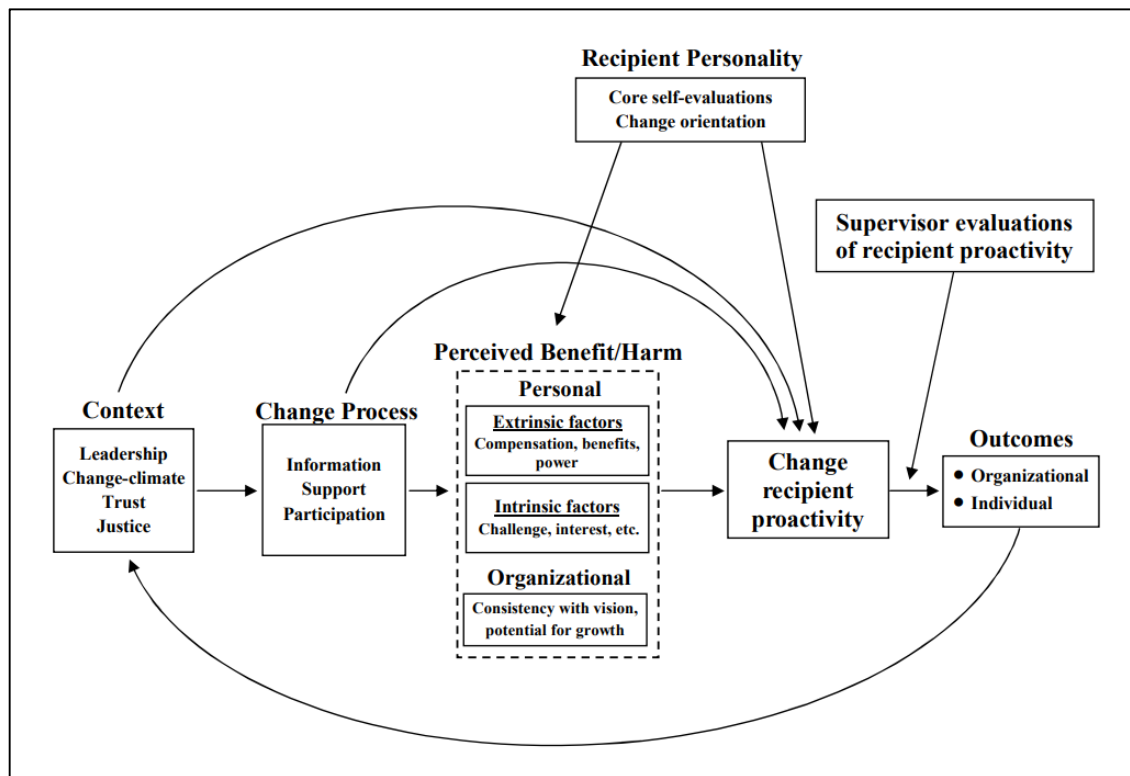 Recipient Personality
Core self-evaluations
Change orientation
Supervisor evaluations
of recipient proactivity
Perceived Benefit/Harm
Personal
Context
Change Process
Extrinsic factors
Compensation, benefits,
power
Outcomes
Leadership
Change-climate
Trust
Justice
Information
Support
Participation
Intrinsic factors
Challenge, interest, etc.
Change
recipient
proactivity
● Organizational
● Individual
Organizational
Consistency with vision,
potential for growth